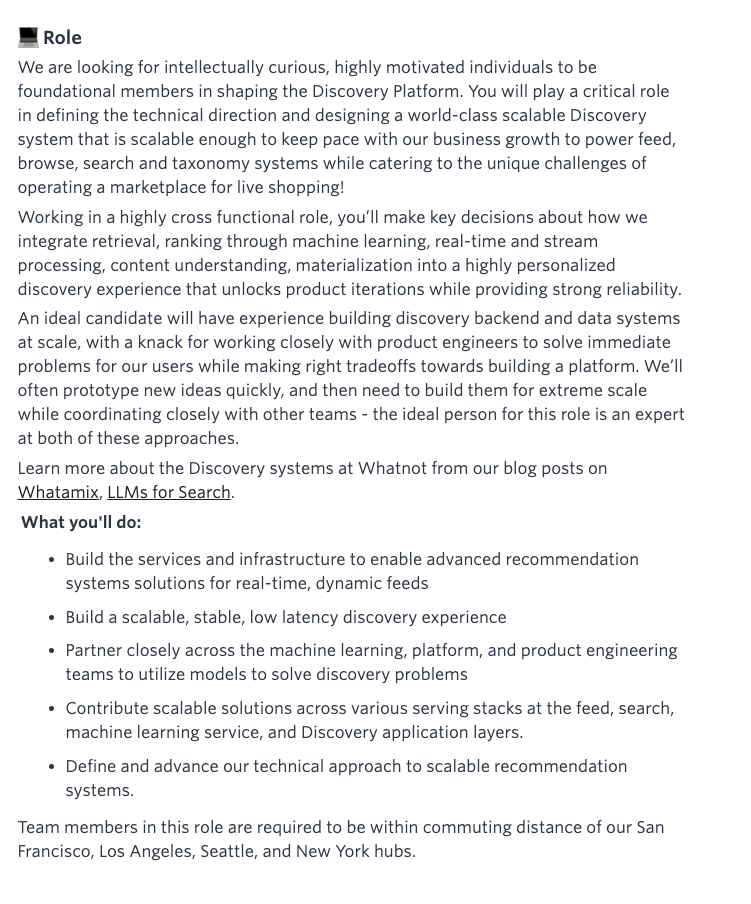 Role
We are looking for intellectually curious, highly motivated individuals to be
foundational members in shaping the Discovery Platform. You will play a critical role
in defining the technical direction and designing a world-class scalable Discovery
system that is scalable enough to keep pace with our business growth to power feed,
browse, search and taxonomy systems while catering to the unique challenges of
operating a marketplace for live shopping!
Working in a highly cross functional role, you’ll make key decisions about how we
integrate retrieval, ranking through machine learning, real-time and stream
processing, content understanding, materialization into a highly personalized
discovery experience that unlocks product iterations while providing strong reliability.
An ideal candidate will have experience building discovery backend and data systems
at scale, with a knack for working closely with product engineers to solve immediate
problems for our users while making right tradeoffs towards building a platform. We’ll
often prototype new ideas quickly, and then need to build them for extreme scale
while coordinating closely with other teams - the ideal person for this role is an expert
at both of these approaches.
Learn more about the Discovery systems at Whatnot from our blog posts on
Whatamix, LLMs for Search.
What you'll do:
• Build the services and infrastructure to enable advanced recommendation
systems solutions for real-time, dynamic feeds
• Build a scalable, stable, low latency discovery experience
• Partner closely across the machine learning, platform, and product engineering
teams to utilize models to solve discovery problems
• Contribute scalable solutions across various serving stacks at the feed, search,
machine learning service, and Discovery application layers.
• Define and advance our technical approach to scalable recommendation
systems.
Team members in this role are required to be within commuting distance of our San
Francisco, Los Angeles, Seattle, and New York hubs.